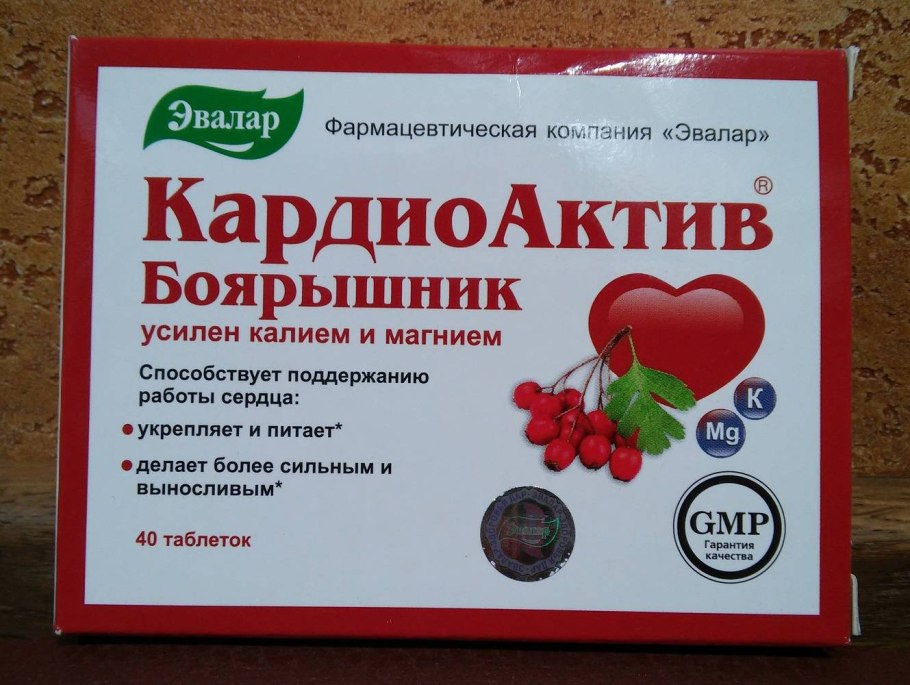 Эвалар
Фармацевтическая компания «Эвалар»
КардиоАктив®
Боярышник
усилен калием и магнием
Способствует поддержанию
работы сердца:
• укрепляет и питает*
• делает более сильным и
выносливым*
40 таблеток
K
Mg
Эвалар
GMP
Гарантия
качества